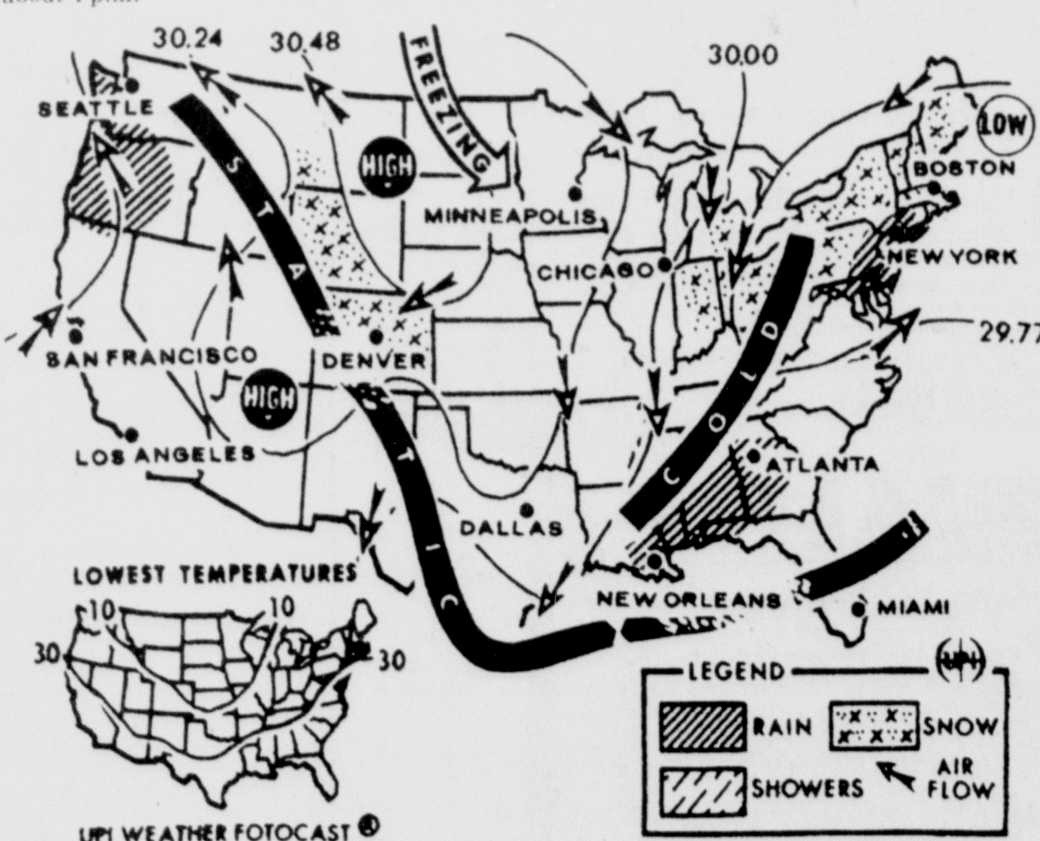 about
30.24
30.48
30.00
FREEZING
SEATTLE
STATIC
HIGH
LOW
BOSTON
MINNEAPOLIS
NEW YORK
CHICAGO
29.77
SAN FRANCISCO
DENVER
COLD
HIGH
LOS ANGELES
ATLANTA
DALLAS
LOWEST TEMPERATURES
NEW ORLEANS
MIAMI
10
10
30
30
UPI
LEGEND
RAIN
SNOW
SHOWERS
AIR
FLOW
UPI WEATHER FOTOCAST ®